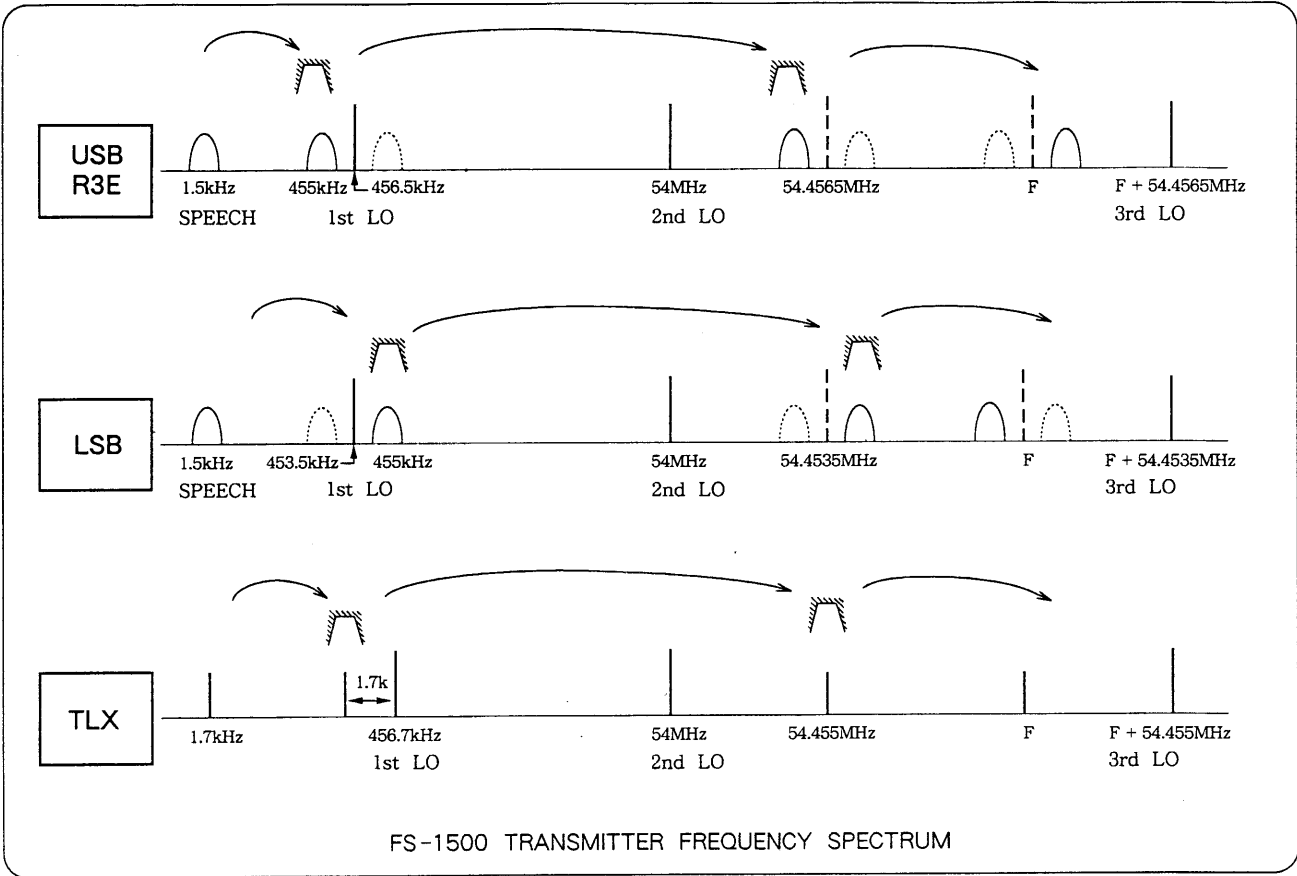 USB
R3E
1.5kHz 455kHz 456.5kHz 54MHz 54.4565MHz F F + 54.4565MHz
SPEECH 1st LO 2nd LO 3rd LO
LSB
1.5kHz 453.5kHz 455kHz 54MHz 54.4535MHz F F + 54.4535MHz
SPEECH 1st LO 2nd LO 3rd LO
TLX
1.7k
1.7kHz 456.7kHz 54MHz 54.455MHz F F + 54.455MHz
1st LO 2nd LO 3rd LO
FS-1500 TRANSMITTER FREQUENCY SPECTRUM